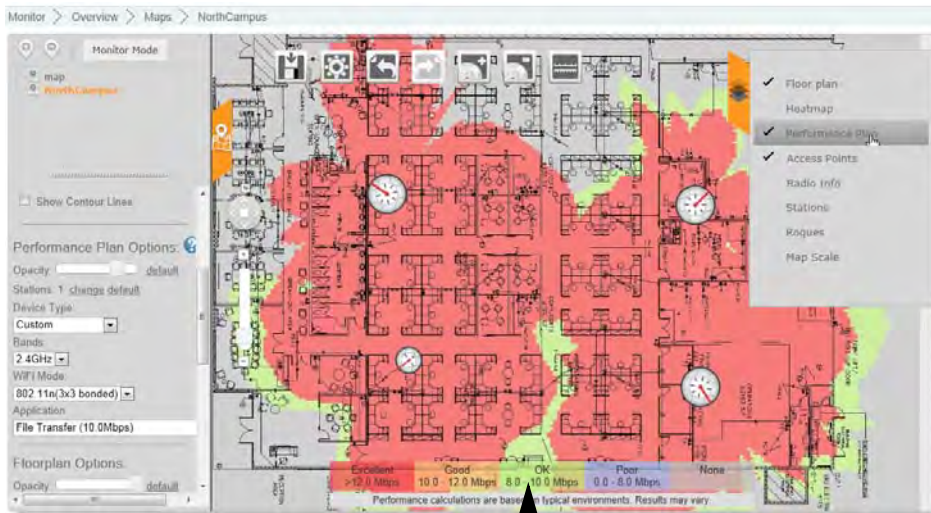 Monitor > Overview > Maps > NorthCampus
Monitor Mode
map
NorthCampus
Show Contour Lines
Performance Plan Options:
Opacity: default
Stations: 1 change default
Device Type
Custom
Bands
2.4GHz
WiFi Mode:
802.11n(3x3 bonded)
Application
File Transfer (10.0Mbps)
Floorplan Options:
Opacity: default
Floor plan
Heatmap
Performance Plan
Access Points
Radio Info
Stations
Rogues
Map Scale
Excellent Good OK Poor None
>12.0 Mbps 10.0 - 12.0 Mbps 8.0 - 10.0 Mbps 0.0 - 8.0 Mbps
Performance calculations are based on typical environments. Results may vary.